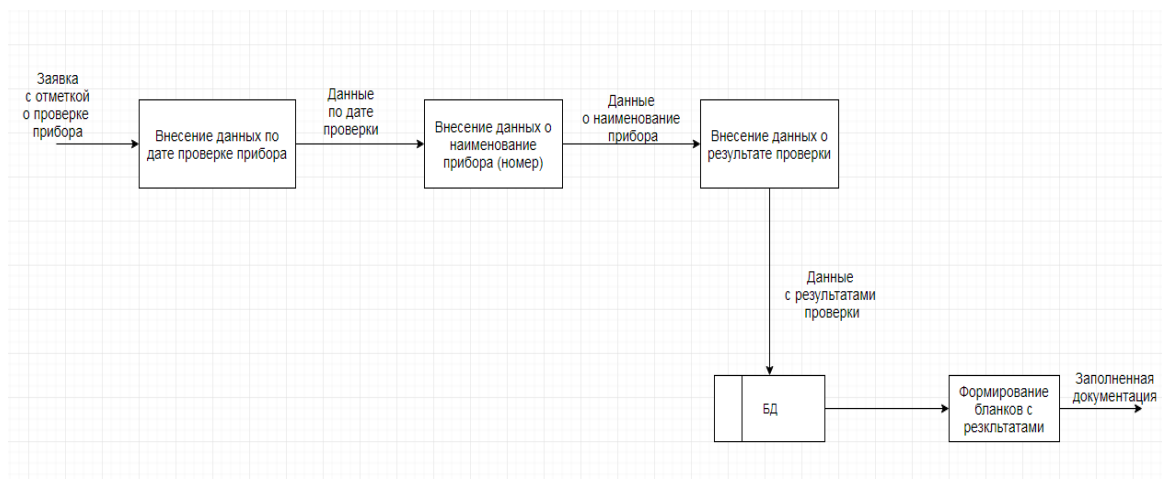 Заявка
с отметкой
о проверке
прибора
Внесение данных по
дате проверке прибора
Данные
по дате
проверки
Внесение данных о
наименование
прибора (номер)
Данные
о наименование
прибора
Внесение данных о
результате проверки
Данные
с результатами
проверки
БД
Формирование
бланков с
резкльтатами
Заполненная
документация